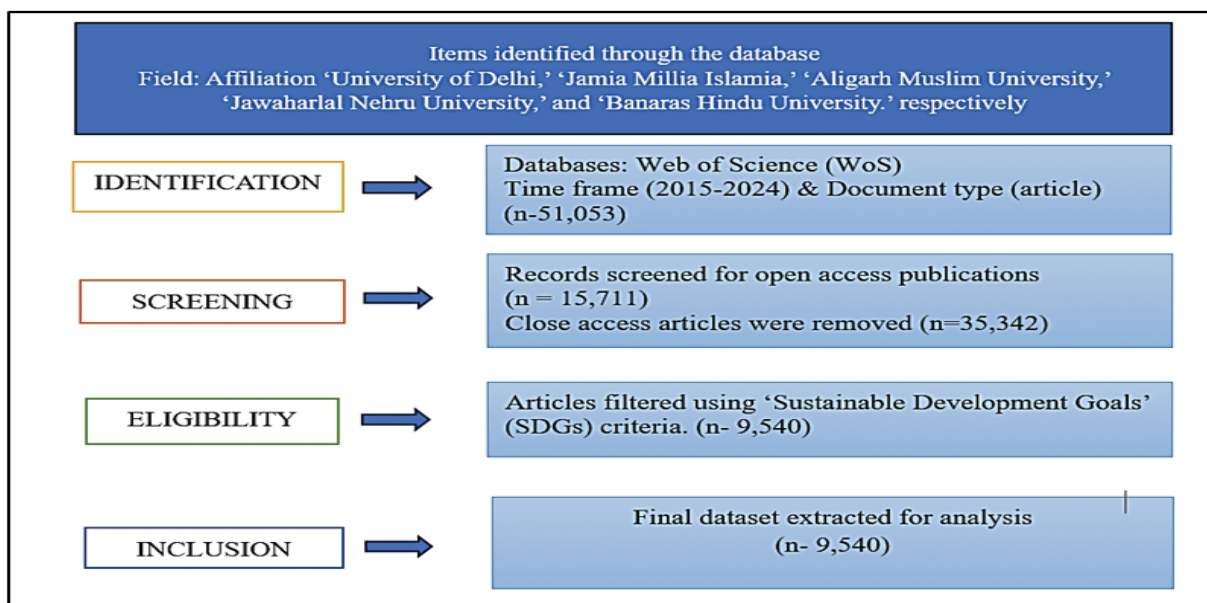 Items identified through the database
Field: Affiliation ‘University of Delhi,’ ‘Jamia Millia Islamia,’ ‘Aligarh Muslim University,’
‘Jawaharlal Nehru University,’ and ‘Banaras Hindu University.’ respectively
IDENTIFICATION
Databases: Web of Science (WoS)
Time frame (2015-2024) & Document type (article)
(n-51,053)
SCREENING
Records screened for open access publications
(n = 15,711)
Close access articles were removed (n=35,342)
ELIGIBILITY
Articles filtered using ‘Sustainable Development Goals’
(SDGs) criteria. (n- 9,540)
INCLUSION
Final dataset extracted for analysis
(n- 9,540)